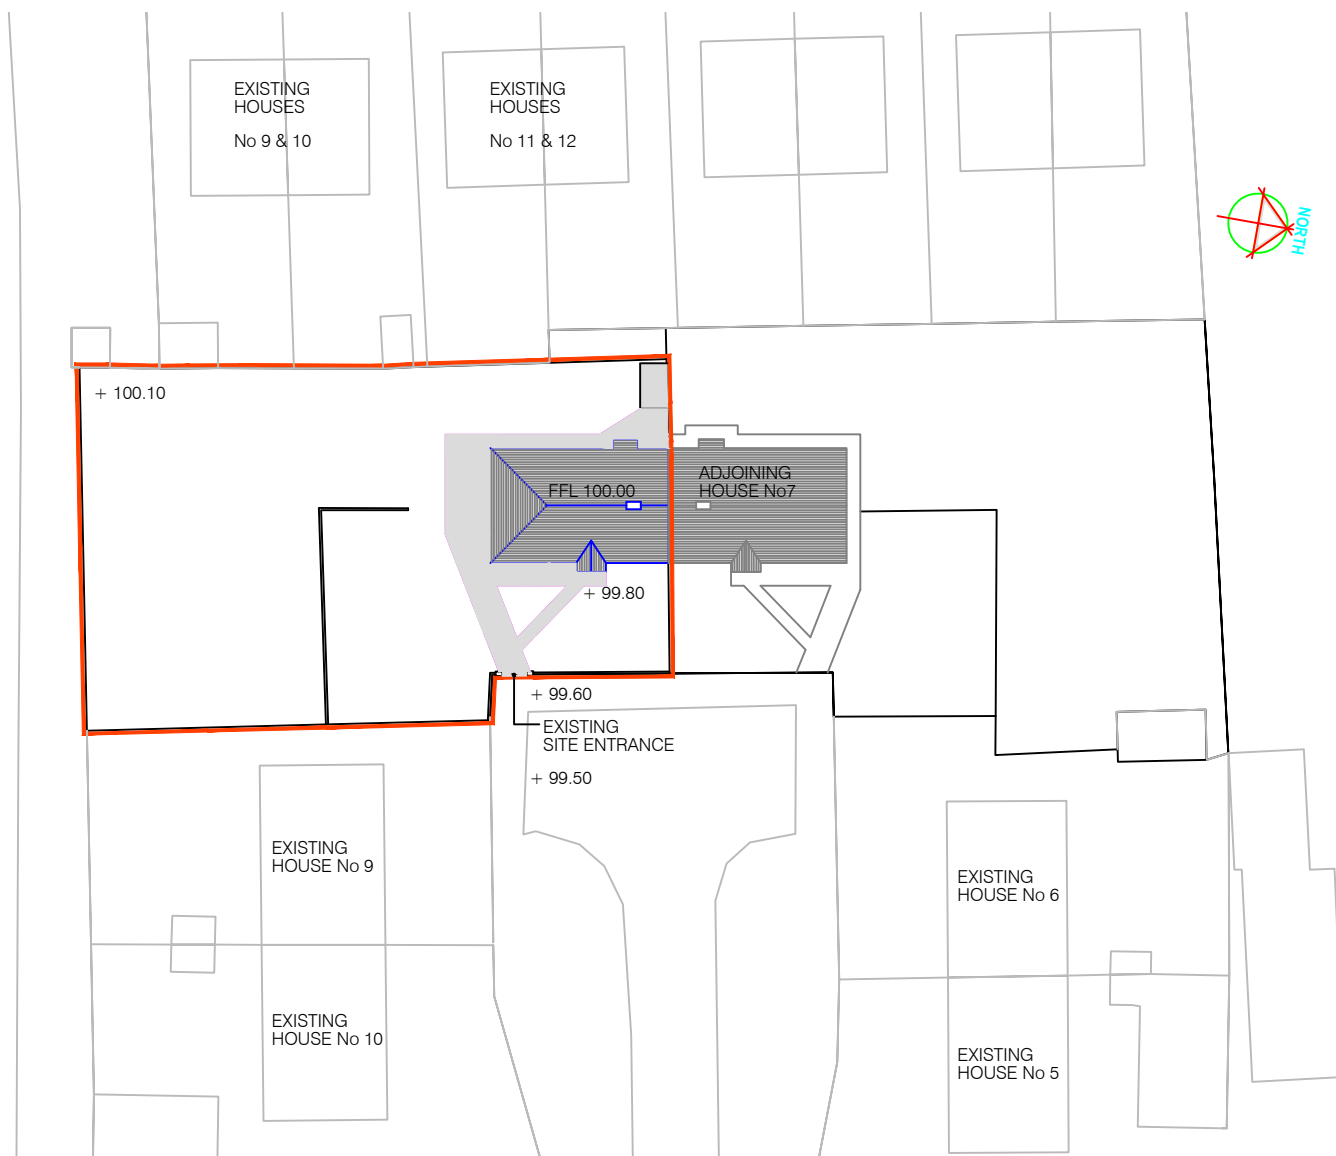 EXISTING
HOUSES
No 9 & 10
EXISTING
HOUSES
No 11 & 12
NORTH
+ 100.10
FFL 100.00
ADJOINING
HOUSE No7
+ 99.80
+ 99.60
EXISTING
SITE ENTRANCE
+ 99.50
EXISTING
HOUSE No 9
EXISTING
HOUSE No 6
EXISTING
HOUSE No 10
EXISTING
HOUSE No 5